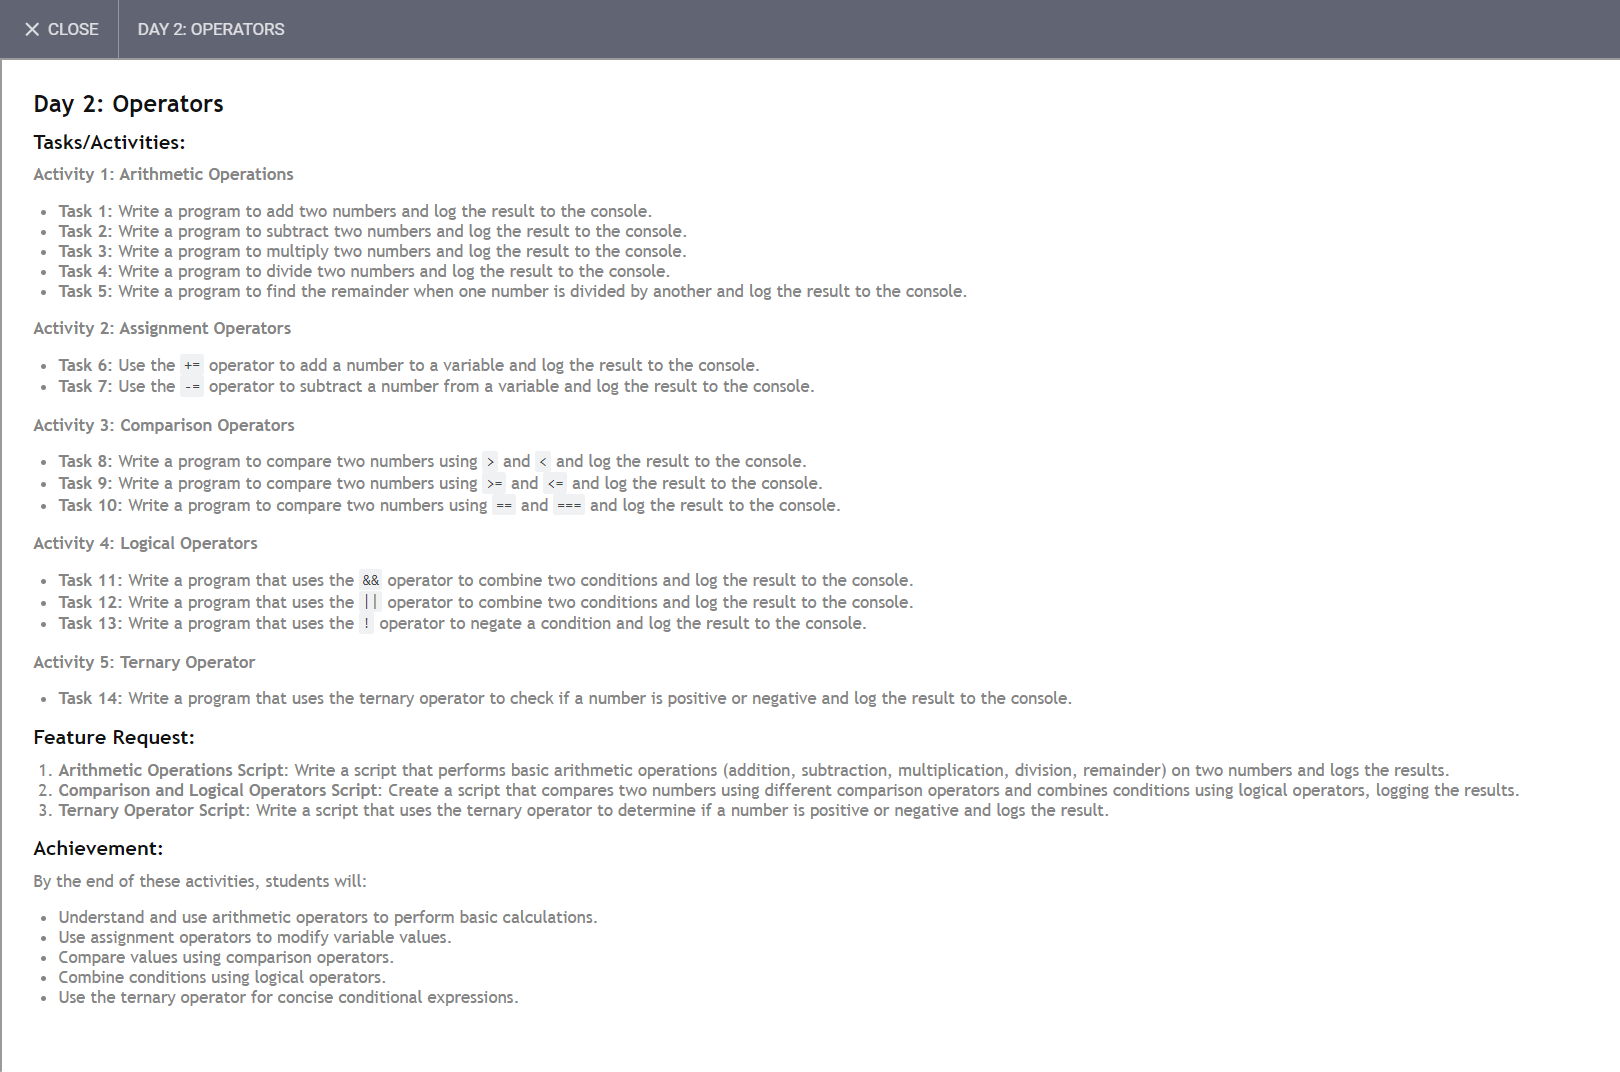 CLOSE
DAY 2: OPERATORS
Day 2: Operators
Tasks/Activities:
Activity 1: Arithmetic Operations
• Task 1: Write a program to add two numbers and log the result to the console.
• Task 2: Write a program to subtract two numbers and log the result to the console.
• Task 3: Write a program to multiply two numbers and log the result to the console.
• Task 4: Write a program to divide two numbers and log the result to the console.
• Task 5: Write a program to find the remainder when one number is divided by another and log the result to the console.
Activity 2: Assignment Operators
• Task 6: Use the += operator to add a number to a variable and log the result to the console.
• Task 7: Use the -= operator to subtract a number from a variable and log the result to the console.
Activity 3: Comparison Operators
• Task 8: Write a program to compare two numbers using > and < and log the result to the console.
• Task 9: Write a program to compare two numbers using >= and <= and log the result to the console.
• Task 10: Write a program to compare two numbers using == and === and log the result to the console.
Activity 4: Logical Operators
• Task 11: Write a program that uses the && operator to combine two conditions and log the result to the console.
• Task 12: Write a program that uses the || operator to combine two conditions and log the result to the console.
• Task 13: Write a program that uses the ! operator to negate a condition and log the result to the console.
Activity 5: Ternary Operator
• Task 14: Write a program that uses the ternary operator to check if a number is positive or negative and log the result to the console.
Feature Request:
1. Arithmetic Operations Script: Write a script that performs basic arithmetic operations (addition, subtraction, multiplication, division, remainder) on two numbers and logs the results.
2. Comparison and Logical Operators Script: Create a script that compares two numbers using different comparison operators and combines conditions using logical operators, logging the results.
3. Ternary Operator Script: Write a script that uses the ternary operator to determine if a number is positive or negative and logs the result.
Achievement:
By the end of these activities, students will:
• Understand and use arithmetic operators to perform basic calculations.
• Use assignment operators to modify variable values.
• Compare values using comparison operators.
• Combine conditions using logical operators.
• Use the ternary operator for concise conditional expressions.